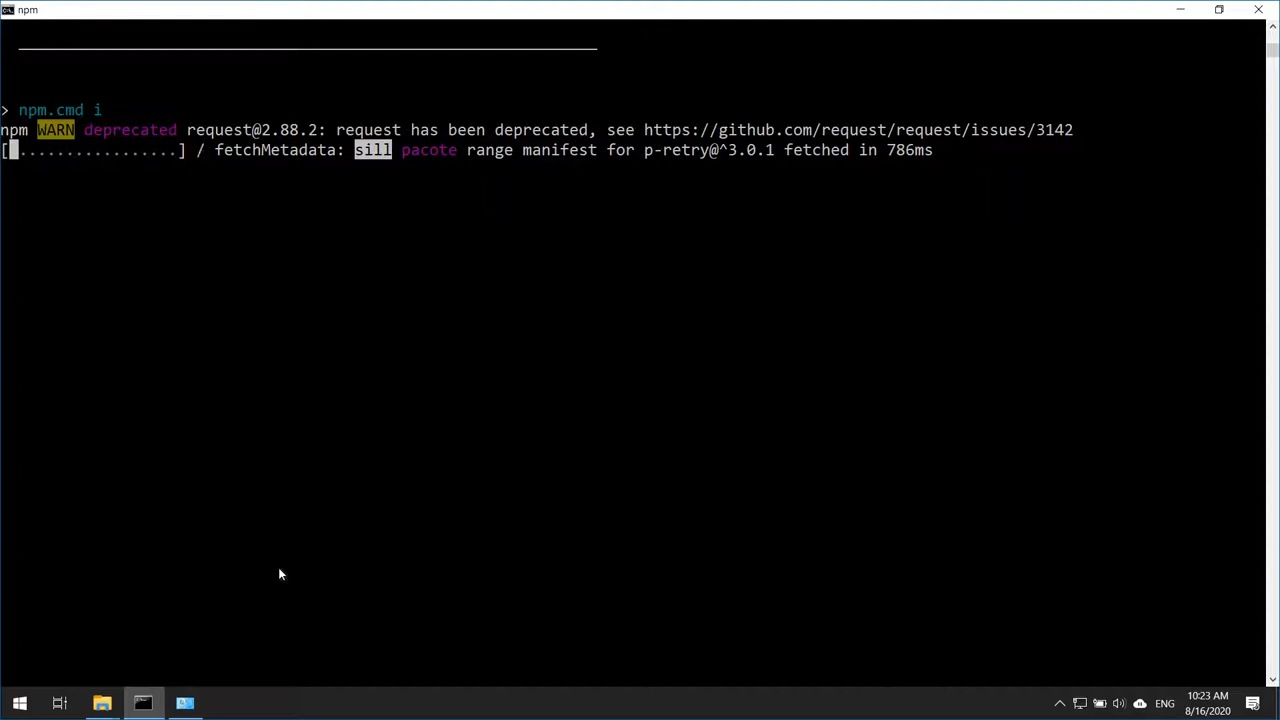 npm
> npm.cmd i
npm WARN deprecated request@2.88.2: request has been deprecated, see https://github.com/request/request/issues/3142
[ ................. ] / fetchMetadata: sill pacote range manifest for p-retry@^3.0.1 fetched in 786ms
ENG
10:23 AM
8/16/2020